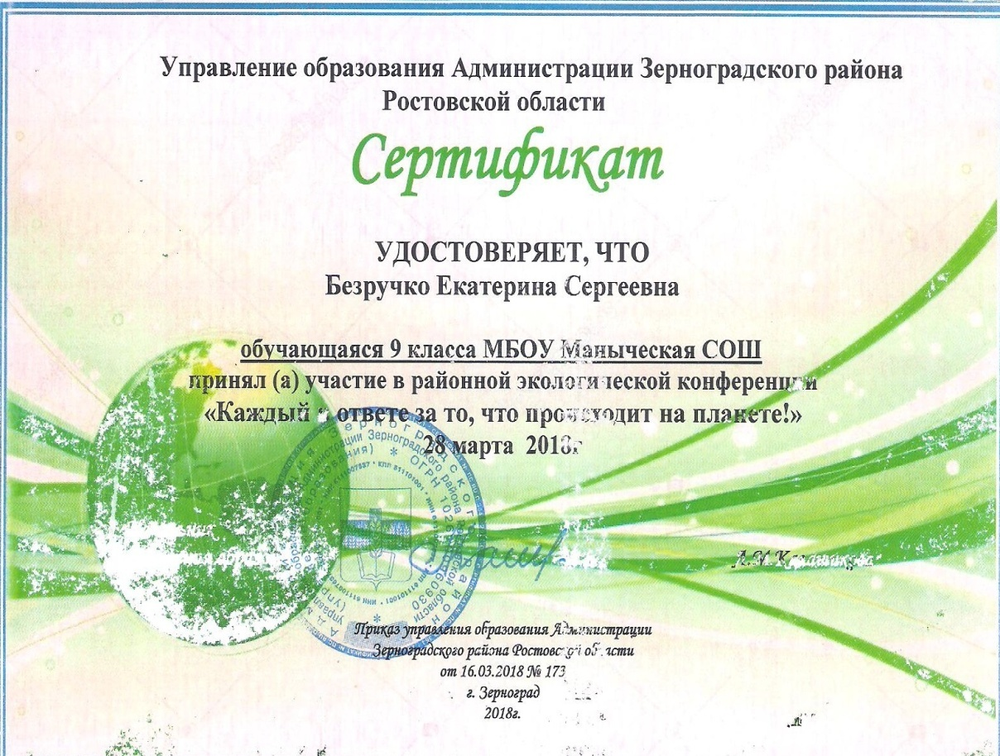 Управление образования Администрации Зерноградского района
Ростовской области
Сертификат
УДОСТОВЕРЯЕТ, ЧТО
Безручко Екатерина Сергеевна
обучающаяся 9 класса МБОУ Маныческая СОШ
принял (а) участие в районной экологической конференции
«Каждый в ответе за то, что происходит на планете!»
28 марта 2018г
А.М.Калашникова
Приказ управления образования Администрации
Зерноградского района Ростовской области
от 16.03.2018 № 173
г. Зерноград
2018г.